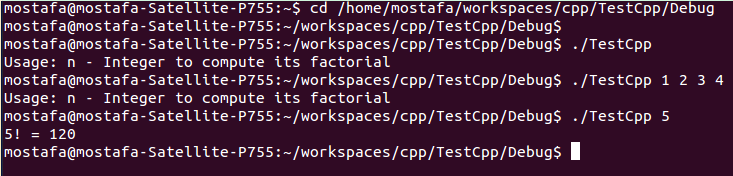 mostafa@mostafa-Satellite-P755:~$ cd /home/mostafa/workspaces/cpp/TestCpp/Debug
mostafa@mostafa-Satellite-P755:~/workspaces/cpp/TestCpp/Debug$
mostafa@mostafa-Satellite-P755:~/workspaces/cpp/TestCpp/Debug$ ./TestCpp
Usage: n - Integer to compute its factorial
mostafa@mostafa-Satellite-P755:~/workspaces/cpp/TestCpp/Debug$ ./TestCpp 1 2 3 4
Usage: n - Integer to compute its factorial
mostafa@mostafa-Satellite-P755:~/workspaces/cpp/TestCpp/Debug$ ./TestCpp 5
5! = 120
mostafa@mostafa-Satellite-P755:~/workspaces/cpp/TestCpp/Debug$